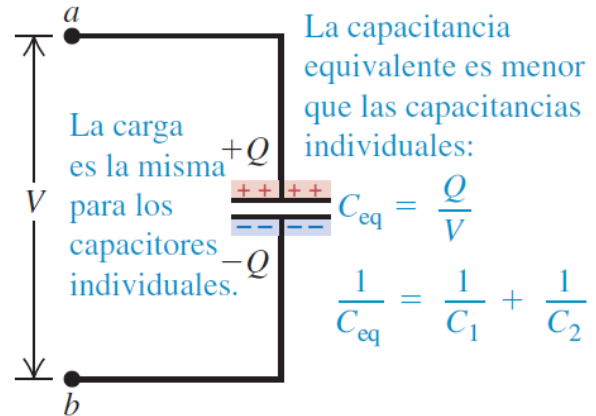 a
La capacitancia
equivalente es menor
que las capacitancias
individuales:
La carga
es la misma
para los
capacitores
individuales.
V
+Q
++ ++
−− −−
−Q
C_eq = Q/V
1/C_eq = 1/C_1 + 1/C_2
b